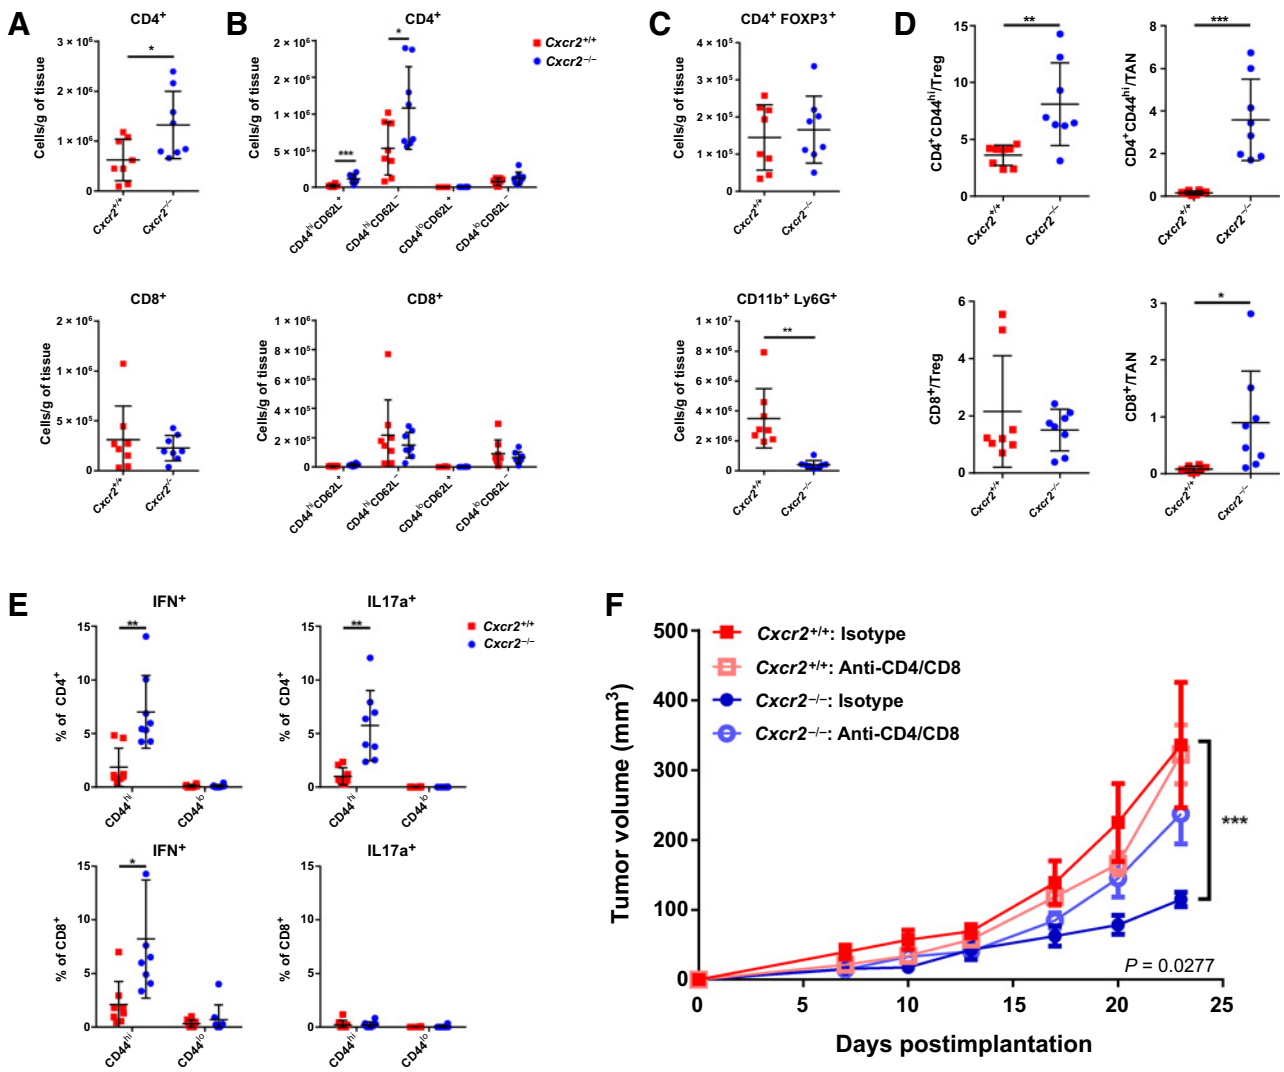 A
CD4⁺
Cells/g of tissue
3 × 10⁶
2 × 10⁶
1 × 10⁶
0
*
Cxcr2⁺/⁺
Cxcr2⁻/⁻
CD8⁺
Cells/g of tissue
2 × 10⁶
1 × 10⁶
5 × 10⁵
0
Cxcr2⁺/⁺
Cxcr2⁻/⁻
B
CD4⁺
Cxcr2⁺/⁺
Cxcr2⁻/⁻
Cells/g of tissue
2 × 10⁶
2 × 10⁶
1 × 10⁶
5 × 10⁵
0
***
*
CD44ʰⁱCD62L⁺
CD44ʰⁱCD62L⁻
CD44ˡᵒCD62L⁺
CD44ˡᵒCD62L⁻
CD8⁺
Cells/g of tissue
1 × 10⁶
8 × 10⁵
6 × 10⁵
4 × 10⁵
2 × 10⁵
0
CD44ʰⁱCD62L⁺
CD44ʰⁱCD62L⁻
CD44ˡᵒCD62L⁺
CD44ˡᵒCD62L⁻
C
CD4⁺ FOXP3⁺
Cells/g of tissue
4 × 10⁵
3 × 10⁵
2 × 10⁵
1 × 10⁵
0
Cxcr2⁺/⁺
Cxcr2⁻/⁻
CD11b⁺ Ly6G⁺
Cells/g of tissue
1 × 10⁷
8 × 10⁶
6 × 10⁶
4 × 10⁶
2 × 10⁶
0
**
Cxcr2⁺/⁺
Cxcr2⁻/⁻
D
CD4⁺CD44ʰⁱ/Treg
15
10
5
0
**
Cxcr2⁺/⁺
Cxcr2⁻/⁻
CD4⁺CD44ʰⁱ/TAN
8
6
4
2
0
***
Cxcr2⁺/⁺
Cxcr2⁻/⁻
CD8⁺/Treg
6
4
2
0
Cxcr2⁺/⁺
Cxcr2⁻/⁻
CD8⁺/TAN
3
2
1
0
*
Cxcr2⁺/⁺
Cxcr2⁻/⁻
E
IFN⁺
% of CD4⁺
15
10
5
0
**
CD44ʰⁱ
CD44ˡᵒ
IL17a⁺
% of CD4⁺
15
10
5
0
**
CD44ʰⁱ
CD44ˡᵒ
Cxcr2⁺/⁺
Cxcr2⁻/⁻
IFN⁺
% of CD8⁺
15
10
5
0
*
CD44ʰⁱ
CD44ˡᵒ
IL17a⁺
% of CD8⁺
15
10
5
0
CD44ʰⁱ
CD44ˡᵒ
F
Tumor volume (mm³)
500
400
300
200
100
0
Cxcr2⁺/⁺: Isotype
Cxcr2⁺/⁺: Anti-CD4/CD8
Cxcr2⁻/⁻: Isotype
Cxcr2⁻/⁻: Anti-CD4/CD8
***
P = 0.0277
0
5
10
15
20
25
Days postimplantation